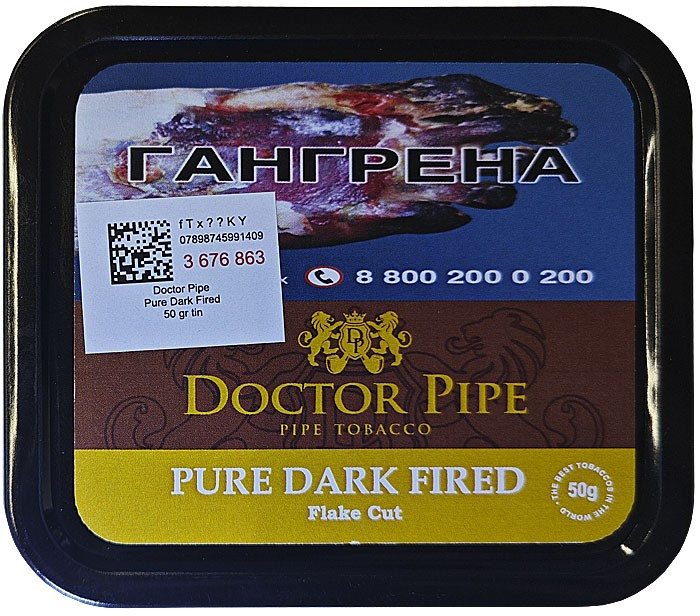 ГАНГРЕНА
fTx??KY
07898745991409
3 676 863
Doctor Pipe
Pure Dark Fired
50 gr tin
8 800 200 0 200
DP
DOCTOR PIPE
PIPE TOBACCO
PURE DARK FIRED
Flake Cut
THE BEST TOBACCOS IN THE WORLD
50g